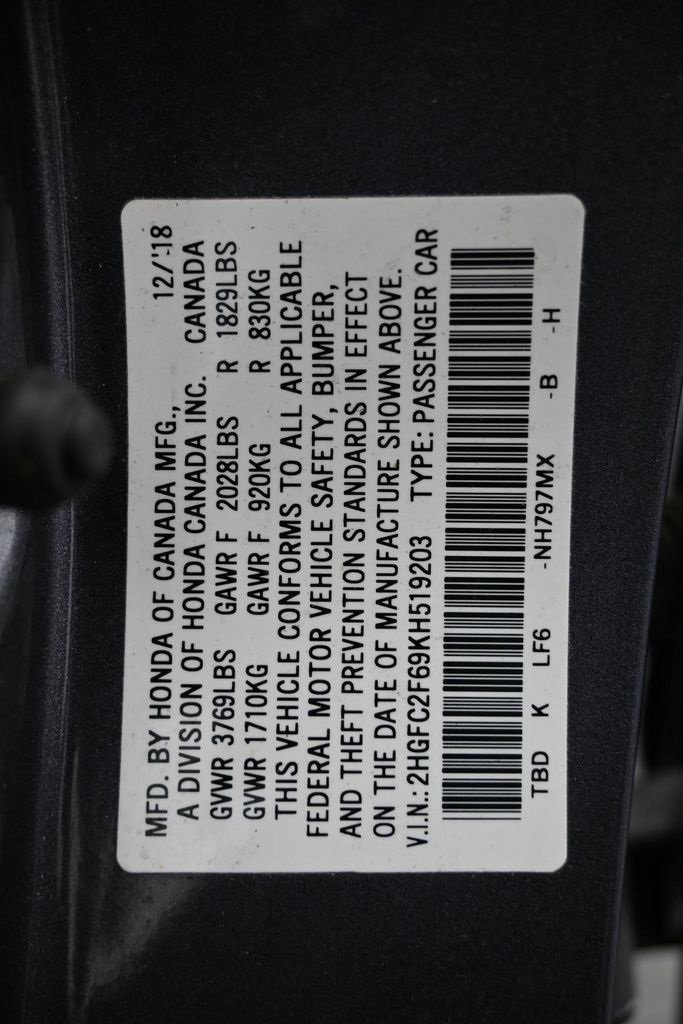 MFD. BY HONDA OF CANADA MFG., 12/'18
A DIVISION OF HONDA CANADA INC. CANADA
GVWR 3769LBS GAWR F 2028LBS R 1829LBS
GVWR 1710KG GAWR F 920KG R 830KG
THIS VEHICLE CONFORMS TO ALL APPLICABLE
FEDERAL MOTOR VEHICLE SAFETY, BUMPER,
AND THEFT PREVENTION STANDARDS IN EFFECT
ON THE DATE OF MANUFACTURE SHOWN ABOVE.
V.I.N.: 2HGFC2F69KH519203 TYPE: PASSENGER CAR
TBD K LF6 -NH797MX -B -H